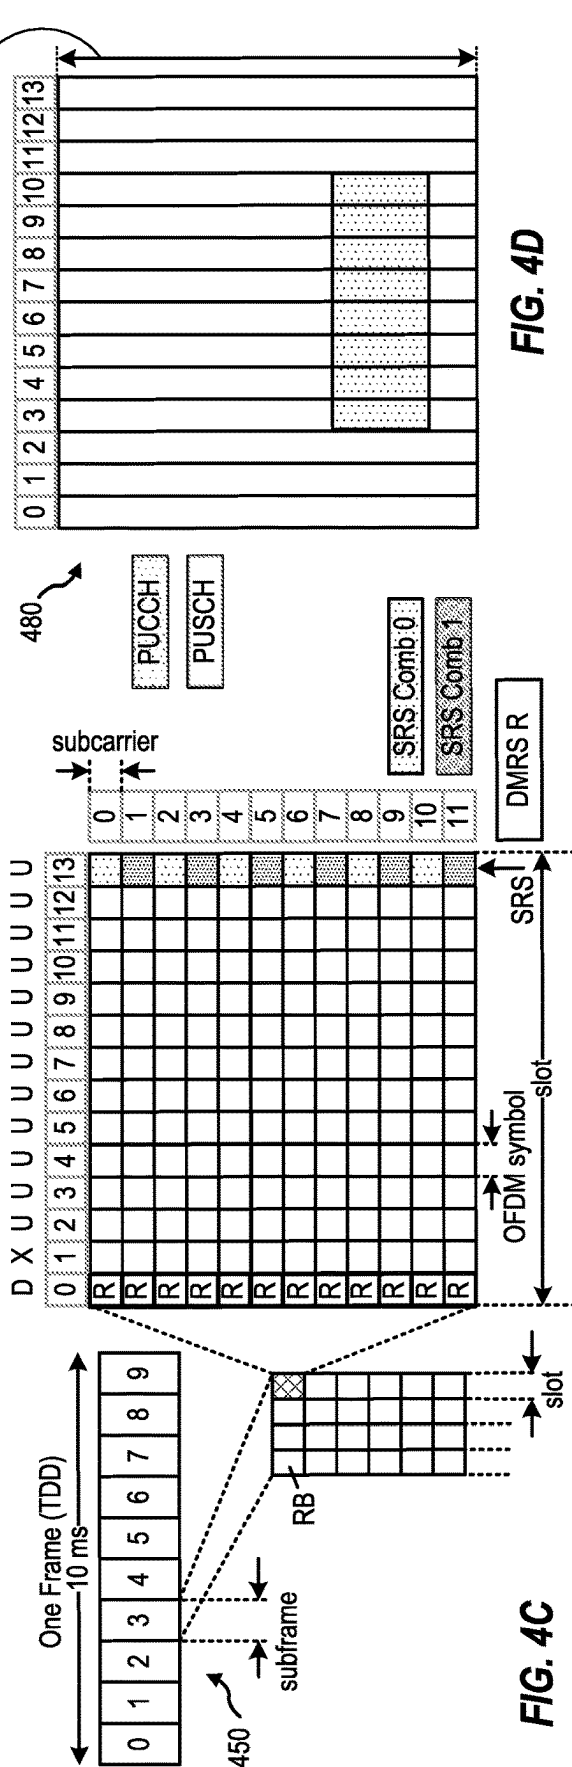 One Frame (TDD)
10 ms
0 1 2 3 4 5 6 7 8 9
subframe
450
RB
slot
FIG. 4C
D X U U U U U U U U U U U U
0 1 2 3 4 5 6 7 8 9 10 11 12 13
R
R
R
R
R
R
R
R
R
R
R
R
subcarrier
0
1
2
3
4
5
6
7
8
9
10
11
OFDM symbol
SRS
slot
SRS Comb 0
SRS Comb 1
DMRS R
480
PUCCH
PUSCH
0 1 2 3 4 5 6 7 8 9 10 11 12 13
FIG. 4D